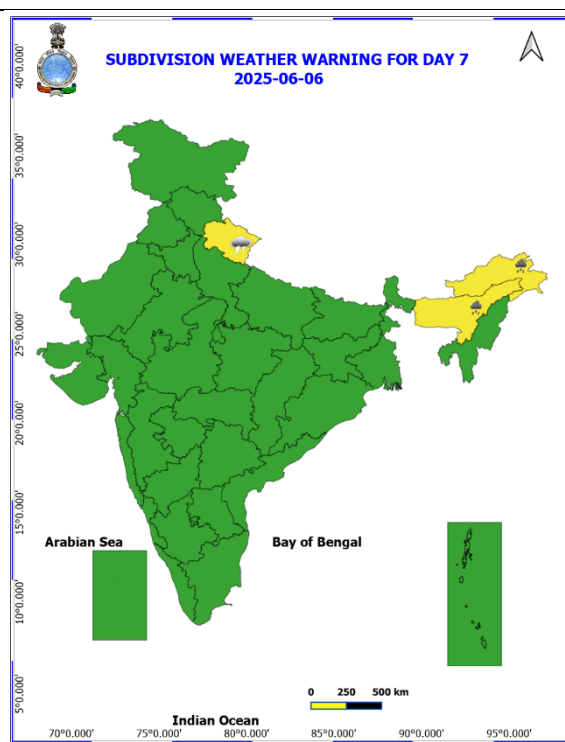 SUBDIVISION WEATHER WARNING FOR DAY 7
2025-06-06
40°0.000'
35°0.000'
30°0.000'
25°0.000'
20°0.000'
15°0.000'
10°0.000'
5°0.000'
Arabian Sea
Bay of Bengal
0 250 500 km
Indian Ocean
70°0.000' 75°0.000' 80°0.000' 85°0.000' 90°0.000' 95°0.000'